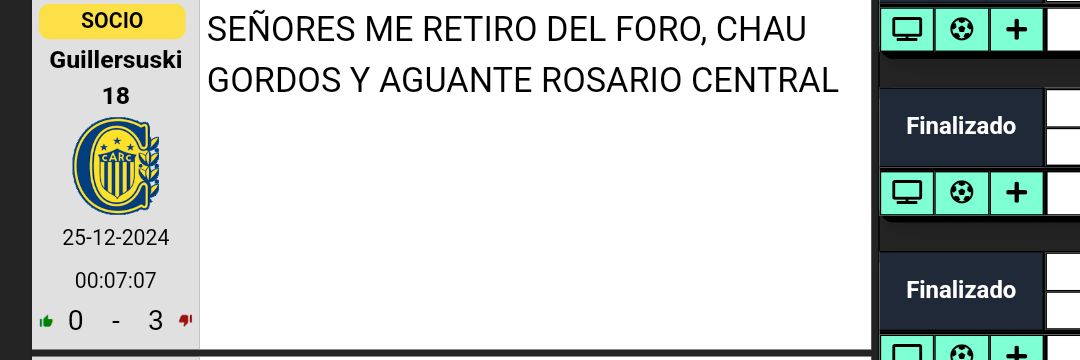 SOCIO
Guillersuski
18
CARC
25-12-2024
00:07:07
0 - 3
SEÑORES ME RETIRO DEL FORO, CHAU
GORDOS Y AGUANTE ROSARIO CENTRAL
Finalizado
Finalizado